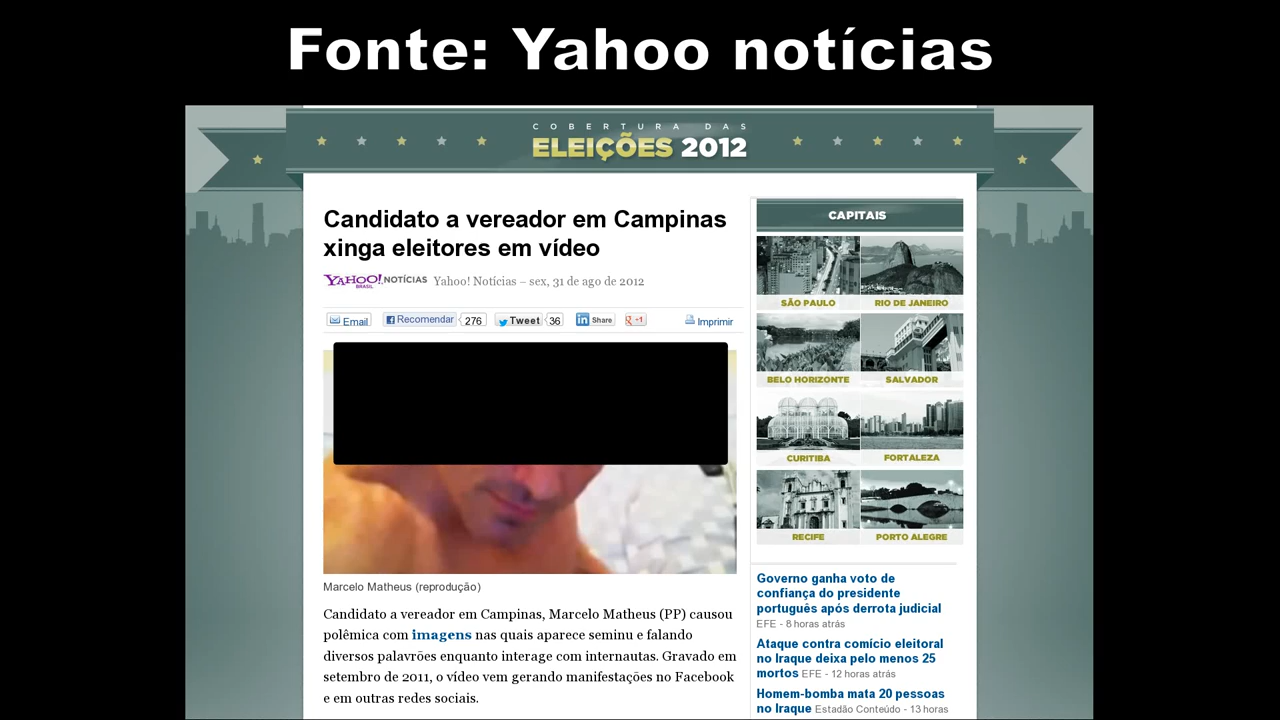 Fonte: Yahoo notícias
COBERTURA DAS
ELEIÇÕES 2012
Candidato a vereador em Campinas
xinga eleitores em vídeo
YAHOO! NOTÍCIAS
BRASIL
Yahoo! Notícias – sex, 31 de ago de 2012
Email
Recomendar 276
Tweet 36
Share
g -1
Imprimir
Marcelo Matheus (reprodução)
Candidato a vereador em Campinas, Marcelo Matheus (PP) causou
polêmica com imagens nas quais aparece seminu e falando
diversos palavrões enquanto interage com internautas. Gravado em
setembro de 2011, o vídeo vem gerando manifestações no Facebook
e em outras redes sociais.
CAPITAIS
SÃO PAULO
RIO DE JANEIRO
BELO HORIZONTE
SALVADOR
CURITIBA
FORTALEZA
RECIFE
PORTO ALEGRE
Governo ganha voto de
confiança do presidente
português após derrota judicial
EFE - 8 horas atrás
Ataque contra comício eleitoral
no Iraque deixa pelo menos 25
mortos EFE - 12 horas atrás
Homem-bomba mata 20 pessoas
no Iraque Estadão Conteúdo - 13 horas